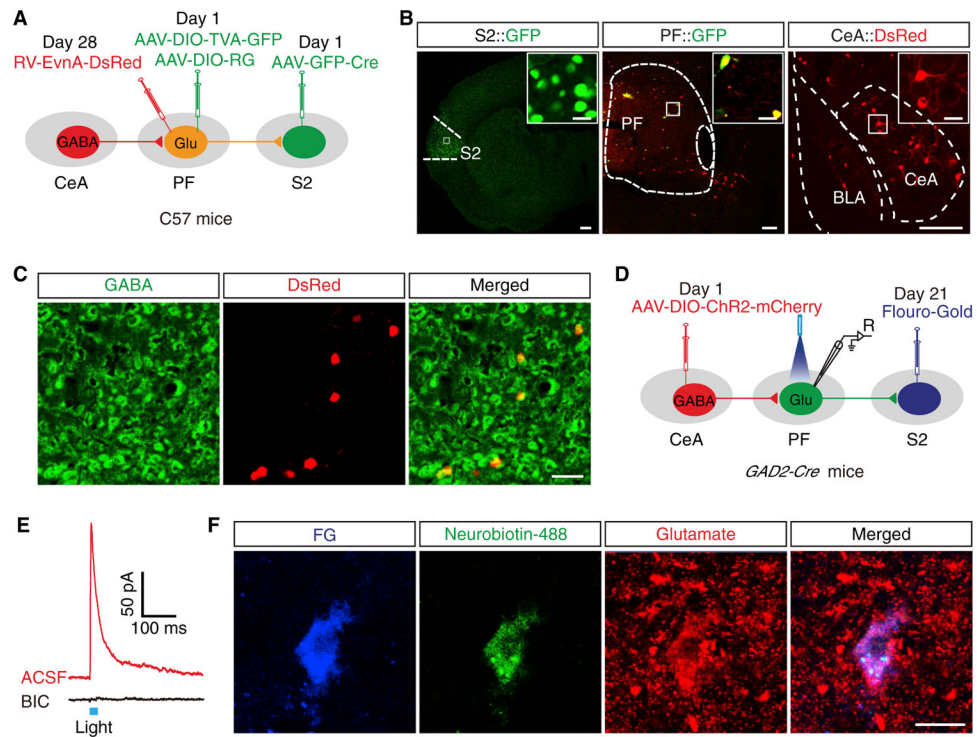 A
Day 1
Day 28
AAV-DIO-TVA-GFP
Day 1
RV-EvnA-DsRed
AAV-DIO-RG
AAV-GFP-Cre
GABA
Glu
CeA
PF
S2
C57 mice
B
S2::GFP
PF::GFP
CeA::DsRed
S2
PF
BLA
CeA
C
GABA
DsRed
Merged
D
Day 1
AAV-DIO-ChR2-mCherry
Day 21
Flouro-Gold
R
GABA
Glu
CeA
PF
S2
GAD2-Cre mice
E
50 pA
100 ms
ACSF
BIC
Light
F
FG
Neurobiotin-488
Glutamate
Merged